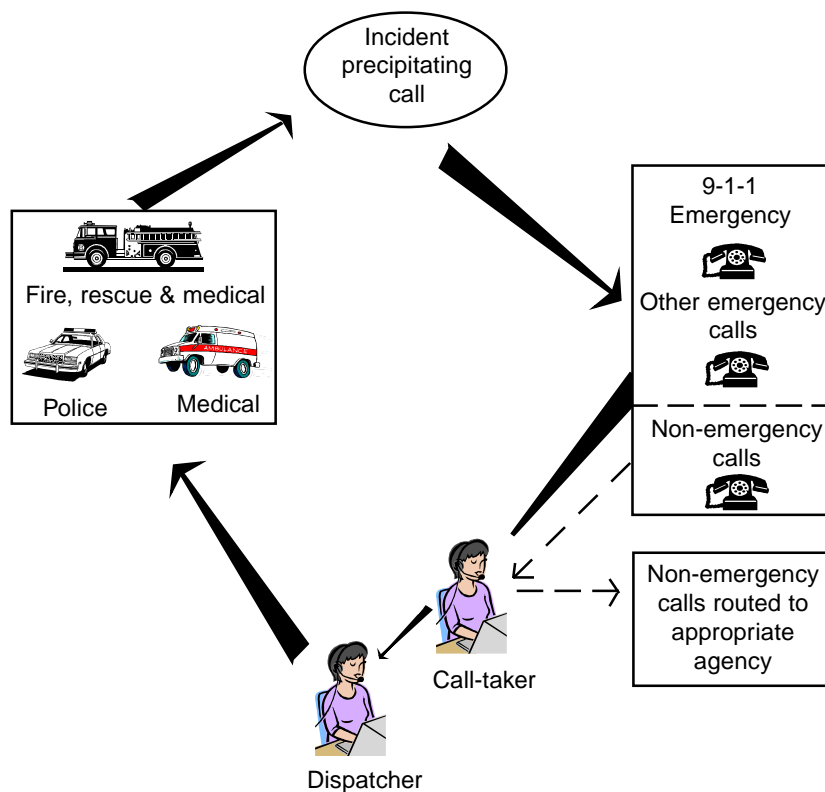 Incident
precipitating
call
9-1-1
Emergency
Other emergency
calls
Non-emergency
calls
Non-emergency
calls routed to
appropriate
agency
Call-taker
Dispatcher
Fire, rescue & medical
AMBULANCE
Police
Medical